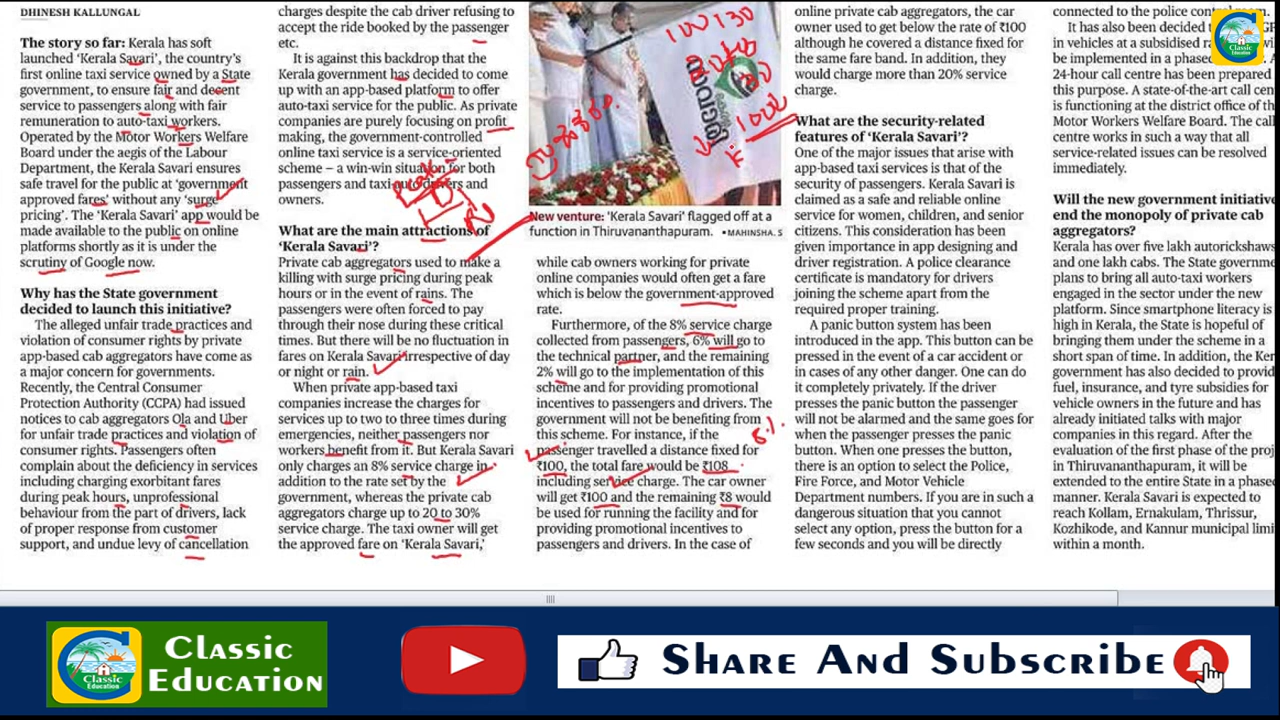 DHINESH KALLUNGAL
The story so far: Kerala has soft
launched 'Kerala Savari', the country's
first online taxi service owned by a State
government, to ensure fair and decent
service to passengers along with fair
remuneration to auto-taxi workers.
Operated by the Motor Workers Welfare
Board under the aegis of the Labour
Department, the Kerala Savari ensures
safe travel for the public at 'government
approved fares' without any 'surge
pricing'. The 'Kerala Savari' app would be
made available to the public on online
platforms shortly as it is under the
scrutiny of Google now.
Why has the State government
decided to launch this initiative?
The alleged unfair trade practices and
violation of consumer rights by private
app-based cab aggregators have come as
a major concern for governments.
Recently, the Central Consumer
Protection Authority (CCPA) had issued
notices to cab aggregators Ola and Uber
for unfair trade practices and violation of
consumer rights. Passengers often
complain about the deficiency in services
including charging exorbitant fares
during peak hours, unprofessional
behaviour from the part of drivers, lack
of proper response from customer
support, and undue levy of cancellation
charges despite the cab driver refusing to
accept the ride booked by the passenger
etc.
It is against this backdrop that the
Kerala government has decided to come
up with an app-based platform to offer
auto-taxi service for the public. As private
companies are purely focusing on profit
making, the government-controlled
online taxi service is a service-oriented
scheme – a win-win situation for both
passengers and taxi-auto drivers and
owners.
What are the main attractions of
'Kerala Savari'?
Private cab aggregators used to make a
killing with surge pricing during peak
hours or in the event of rains. The
passengers were often forced to pay
through their nose during these critical
times. But there will be no fluctuation in
fares on Kerala Savari irrespective of day
or night or rain.
When private app-based taxi
companies increase the charges for
services up to two to three times during
emergencies, neither passengers nor
workers benefit from it. But Kerala Savari
only charges an 8% service charge in
addition to the rate set by the
government, whereas the private cab
aggregators charge up to 20 to 30%
service charge. The taxi owner will get
the approved fare on 'Kerala Savari,'
100 130
New venture: 'Kerala Savari' flagged off at a
function in Thiruvananthapuram. • MAHINSHA. S
while cab owners working for private
online companies would often get a fare
which is below the government-approved
rate.
Furthermore, of the 8% service charge
collected from passengers, 6% will go to
the technical partner, and the remaining
2% will go to the implementation of this
scheme and for providing promotional
incentives to passengers and drivers. The
government will not be benefiting from
this scheme. For instance, if the
8%
passenger travelled a distance fixed for
₹100, the total fare would be ₹108
including service charge. The car owner
will get ₹100 and the remaining ₹8 would
be used for running the facility and for
providing promotional incentives to
passengers and drivers. In the case of
online private cab aggregators, the car
owner used to get below the rate of ₹100
although he covered a distance fixed for
the same fare band. In addition, they
would charge more than 20% service
charge.
What are the security-related
features of 'Kerala Savari'?
One of the major issues that arise with
app-based taxi services is that of the
security of passengers. Kerala Savari is
claimed as a safe and reliable online
service for women, children, and senior
citizens. This consideration has been
given importance in app designing and
driver registration. A police clearance
certificate is mandatory for drivers
joining the scheme apart from the
required proper training.
A panic button system has been
introduced in the app. This button can be
pressed in the event of a car accident or
in cases of any other danger. One can do
it completely privately. If the driver
presses the panic button the passenger
will not be alarmed and the same goes for
when the passenger presses the panic
button. When one presses the button,
there is an option to select the Police,
Fire Force, and Motor Vehicle
Department numbers. If you are in such a
dangerous situation that you cannot
select any option, press the button for a
few seconds and you will be directly
connected to the police control room.
It has also been decided
in vehicles at a subsidised
be implemented in a phased
24-hour call centre has been prepared
this purpose. A state-of-the-art call
is functioning at the district office of the
Motor Workers Welfare Board. The call
centre works in such a way that all
service-related issues can be resolved
immediately.
Will the new government initiative
end the monopoly of private cab
aggregators?
Kerala has over five lakh autorickshaws
and one lakh cabs. The State
plans to bring all auto-taxi workers
engaged in the sector under the new
platform. Since smartphone literacy is
high in Kerala, the State is hopeful of
bringing them under the scheme in a
short span of time. In addition, the
government has also decided to
fuel, insurance, and tyre subsidies for
vehicle owners in the future and has
already initiated talks with major
companies in this regard. After the
evaluation of the first phase of the
in Thiruvananthapuram, it will be
extended to the entire State in a phased
manner. Kerala Savari is expected to
reach Kollam, Ernakulam, Thrissur,
Kozhikode, and Kannur municipal
within a month.
Classic
Education
Classic
Education
CLASSIC
EDUCATION
SHARE AND SUBSCRIBE